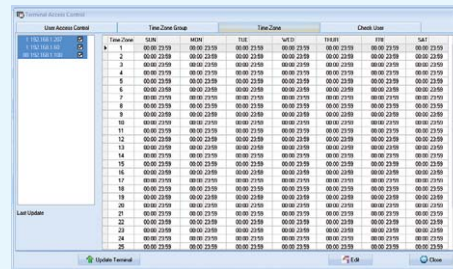 Terminal Access Control
User Access Control Time Zone Group Time Zone Check User
Time Zone SUN MON TUE WED THUR FRI SAT
1 00:00 23:59 00:00 23:59 00:00 23:59 00:00 23:59 00:00 23:59 00:00 23:59 00:00 23:59
2 00:00 23:59 00:00 23:59 00:00 23:59 00:00 23:59 00:00 23:59 00:00 23:59 00:00 23:59
3 00:00 23:59 00:00 23:59 00:00 23:59 00:00 23:59 00:00 23:59 00:00 23:59 00:00 23:59
4 00:00 23:59 00:00 23:59 00:00 23:59 00:00 23:59 00:00 23:59 00:00 23:59 00:00 23:59
5 00:00 23:59 00:00 23:59 00:00 23:59 00:00 23:59 00:00 23:59 00:00 23:59 00:00 23:59
6 00:00 23:59 00:00 23:59 00:00 23:59 00:00 23:59 00:00 23:59 00:00 23:59 00:00 23:59
7 00:00 23:59 00:00 23:59 00:00 23:59 00:00 23:59 00:00 23:59 00:00 23:59 00:00 23:59
8 00:00 23:59 00:00 23:59 00:00 23:59 00:00 23:59 00:00 23:59 00:00 23:59 00:00 23:59
9 00:00 23:59 00:00 23:59 00:00 23:59 00:00 23:59 00:00 23:59 00:00 23:59 00:00 23:59
10 00:00 23:59 00:00 23:59 00:00 23:59 00:00 23:59 00:00 23:59 00:00 23:59 00:00 23:59
11 00:00 23:59 00:00 23:59 00:00 23:59 00:00 23:59 00:00 23:59 00:00 23:59 00:00 23:59
12 00:00 23:59 00:00 23:59 00:00 23:59 00:00 23:59 00:00 23:59 00:00 23:59 00:00 23:59
13 00:00 23:59 00:00 23:59 00:00 23:59 00:00 23:59 00:00 23:59 00:00 23:59 00:00 23:59
14 00:00 23:59 00:00 23:59 00:00 23:59 00:00 23:59 00:00 23:59 00:00 23:59 00:00 23:59
15 00:00 23:59 00:00 23:59 00:00 23:59 00:00 23:59 00:00 23:59 00:00 23:59 00:00 23:59
16 00:00 23:59 00:00 23:59 00:00 23:59 00:00 23:59 00:00 23:59 00:00 23:59 00:00 23:59
17 00:00 23:59 00:00 23:59 00:00 23:59 00:00 23:59 00:00 23:59 00:00 23:59 00:00 23:59
18 00:00 23:59 00:00 23:59 00:00 23:59 00:00 23:59 00:00 23:59 00:00 23:59 00:00 23:59
19 00:00 23:59 00:00 23:59 00:00 23:59 00:00 23:59 00:00 23:59 00:00 23:59 00:00 23:59
20 00:00 23:59 00:00 23:59 00:00 23:59 00:00 23:59 00:00 23:59 00:00 23:59 00:00 23:59
Last Update 21 00:00 23:59 00:00 23:59 00:00 23:59 00:00 23:59 00:00 23:59 00:00 23:59 00:00 23:59
22 00:00 23:59 00:00 23:59 00:00 23:59 00:00 23:59 00:00 23:59 00:00 23:59 00:00 23:59
23 00:00 23:59 00:00 23:59 00:00 23:59 00:00 23:59 00:00 23:59 00:00 23:59 00:00 23:59
24 00:00 23:59 00:00 23:59 00:00 23:59 00:00 23:59 00:00 23:59 00:00 23:59 00:00 23:59
25 00:00 23:59 00:00 23:59 00:00 23:59 00:00 23:59 00:00 23:59 00:00 23:59 00:00 23:59
Update Terminal Edit Close